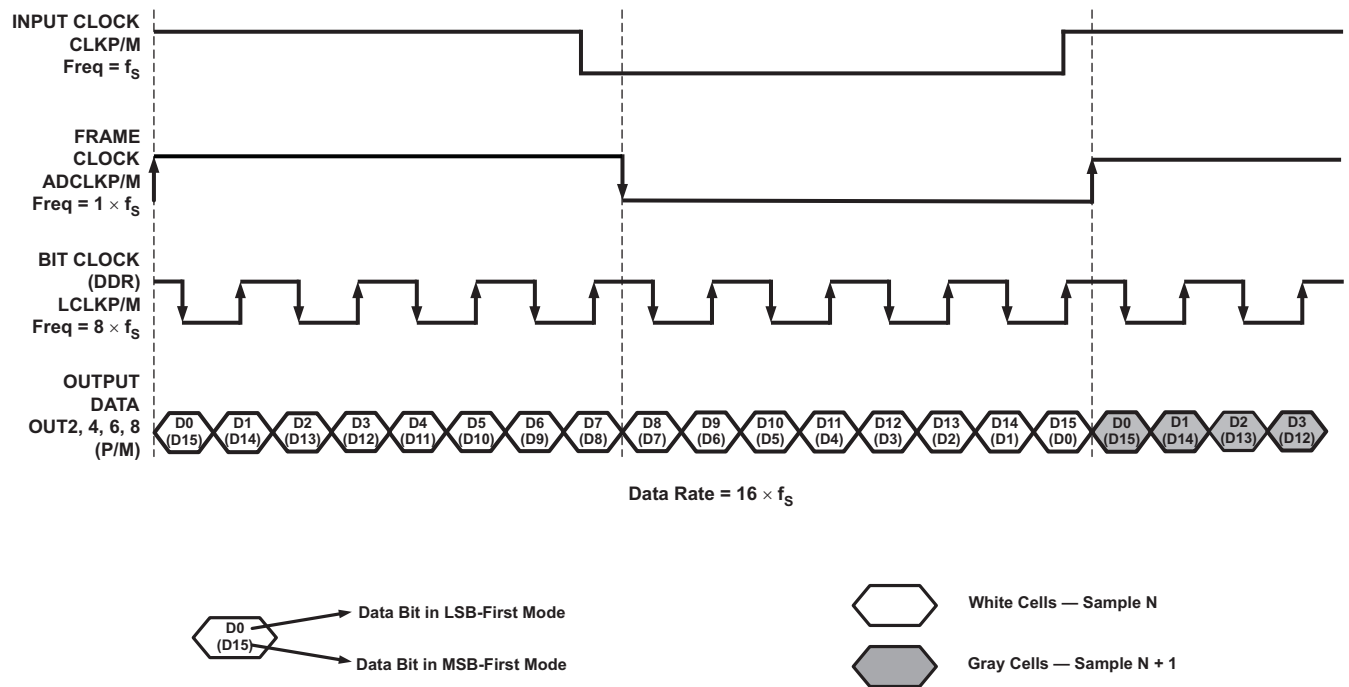 INPUT CLOCK
CLKP/M
Freq = fS
FRAME
CLOCK
ADCLKP/M
Freq = 1 × fS
BIT CLOCK
(DDR)
LCLKP/M
Freq = 8 × fS
OUTPUT
DATA
OUT2, 4, 6, 8
(P/M)
D0 D1 D2 D3 D4 D5 D6 D7 D8 D9 D10 D11 D12 D13 D14 D15 D0 D1 D2 D3
(D15) (D14) (D13) (D12) (D11) (D10) (D9) (D8) (D7) (D6) (D5) (D4) (D3) (D2) (D1) (D0) (D15) (D14) (D13) (D12)
Data Rate = 16 × fS
D0
(D15)
Data Bit in LSB-First Mode
Data Bit in MSB-First Mode
White Cells — Sample N
Gray Cells — Sample N + 1